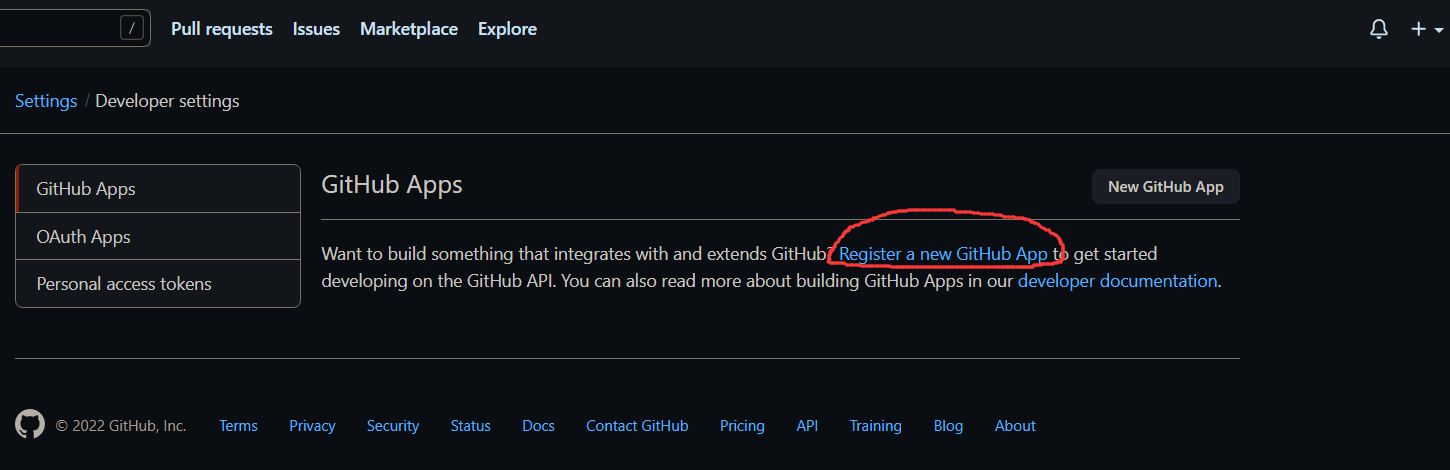 / Pull requests Issues Marketplace Explore
Settings / Developer settings
GitHub Apps
OAuth Apps
Personal access tokens
GitHub Apps
New GitHub App
Want to build something that integrates with and extends GitHub? Register a new GitHub App to get started
developing on the GitHub API. You can also read more about building GitHub Apps in our developer documentation.
© 2022 GitHub, Inc. Terms Privacy Security Status Docs Contact GitHub Pricing API Training Blog About